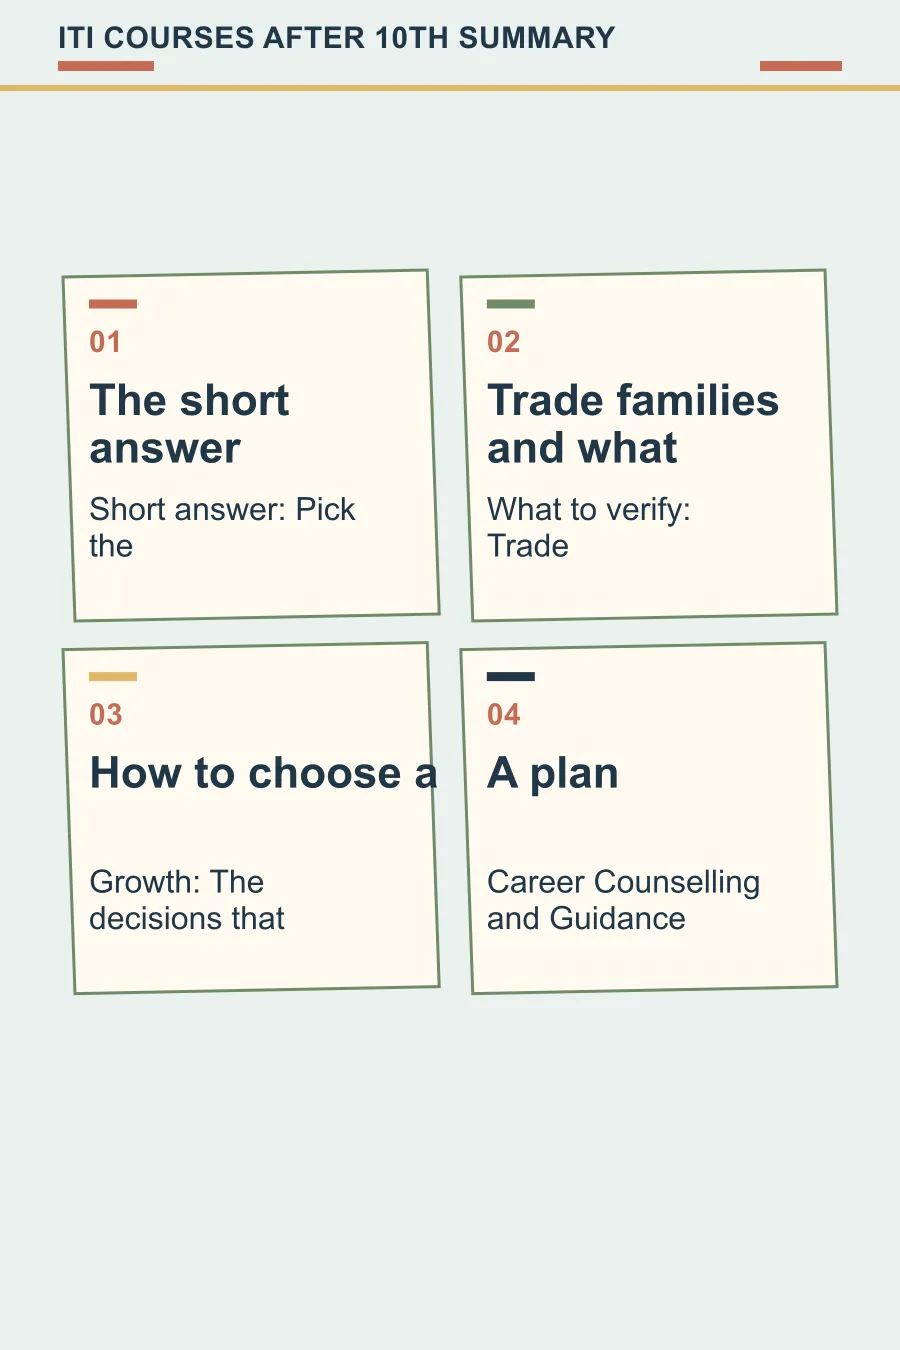 ITI COURSES AFTER 10TH SUMMARY
01
The short
answer
Short answer: Pick
the
02
Trade families
and what
What to verify:
Trade
03
How to choose a
Growth: The
decisions that
04
A plan
Career Counselling
and Guidance